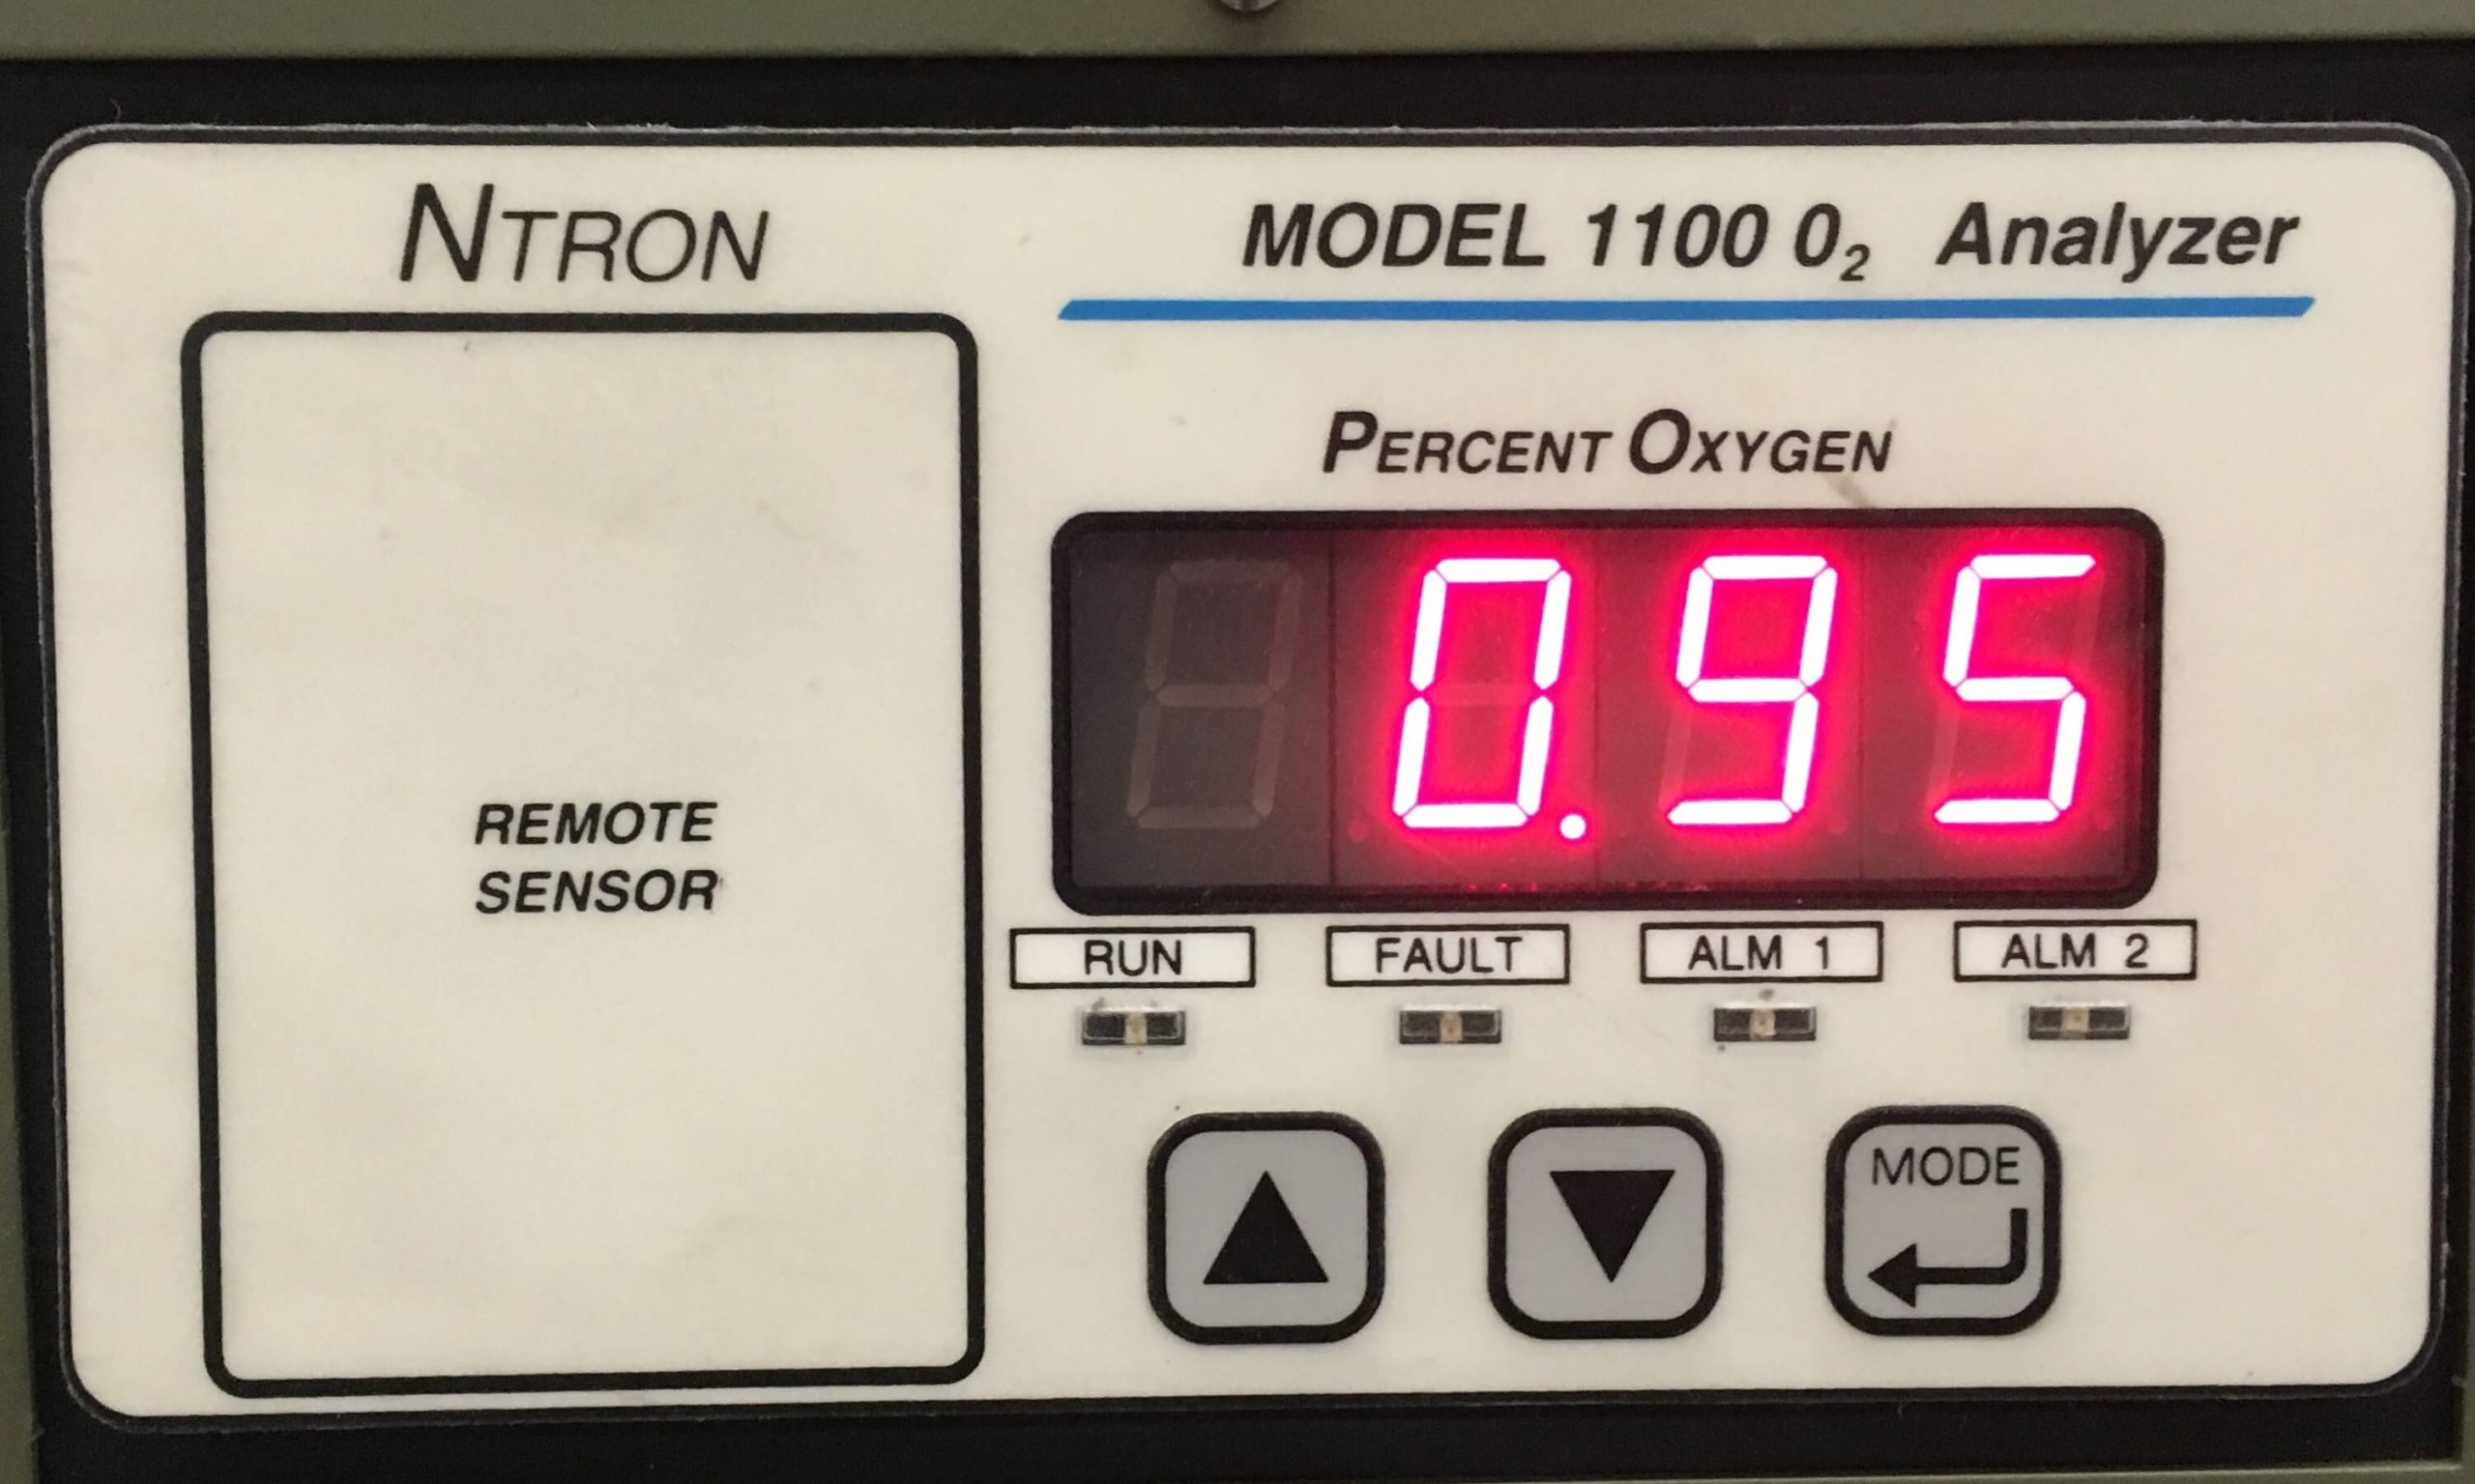 NTRON
MODEL 1100 0₂ Analyzer
PERCENT OXYGEN
0.95
REMOTE
SENSOR
RUN
FAULT
ALM 1
ALM 2
MODE